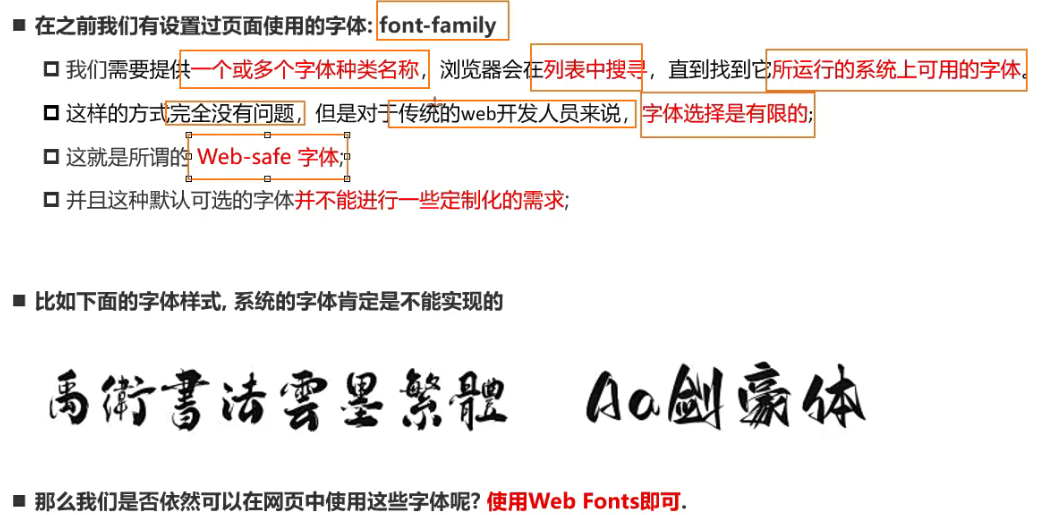 在之前我们有设置过页面使用的字体: font-family
我们需要提供一个或多个字体种类名称，浏览器会在列表中搜寻，直到找到它所运行的系统上可用的字体。
这样的方式完全没有问题，但是对于传统的web开发人员来说，字体选择是有限的;
这就是所谓的 Web-safe 字体;
并且这种默认可选的字体并不能进行一些定制化的需求;
比如下面的字体样式, 系统的字体肯定是不能实现的
禹衛書法雲墨繁體 Aa剑豪体
那么我们是否依然可以在网页中使用这些字体呢? 使用Web Fonts即可.